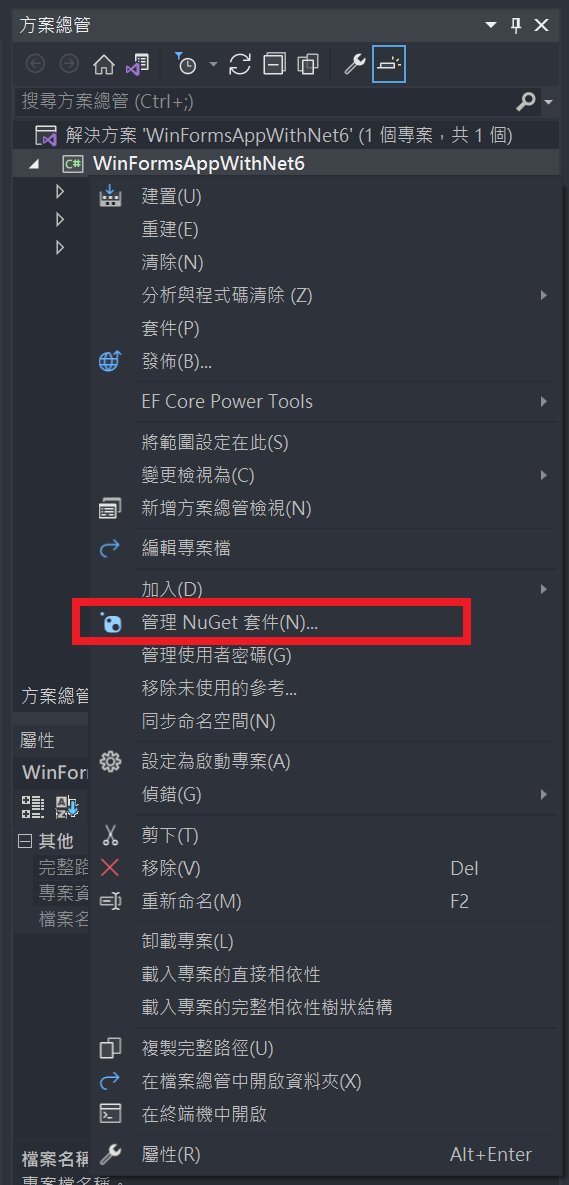 方案總管
搜尋方案總管 (Ctrl+;)
解決方案 'WinFormsAppWithNet6' (1 個專案，共 1 個)
C# WinFormsAppWithNet6
建置(U)
重建(E)
清除(N)
分析與程式碼清除 (Z)
套件(P)
發佈(B)...
EF Core Power Tools
將範圍設定在此(S)
變更檢視為(C)
新增方案總管檢視(N)
編輯專案檔
加入(D)
管理 NuGet 套件(N)...
管理使用者密碼(G)
移除未使用的參考...
方案總管
同步命名空間(N)
屬性
設定為啟動專案(A)
WinForm
偵錯(G)
剪下(T)
其他
移除(V) Del
完整路
專案資
重新命名(M) F2
檔案名
卸載專案(L)
載入專案的直接相依性
載入專案的完整相依性樹狀結構
複製完整路徑(U)
在檔案總管中開啟資料夾(X)
在終端機中開啟
屬性(R) Alt+Enter
檔案名稱
專案檔名稱。